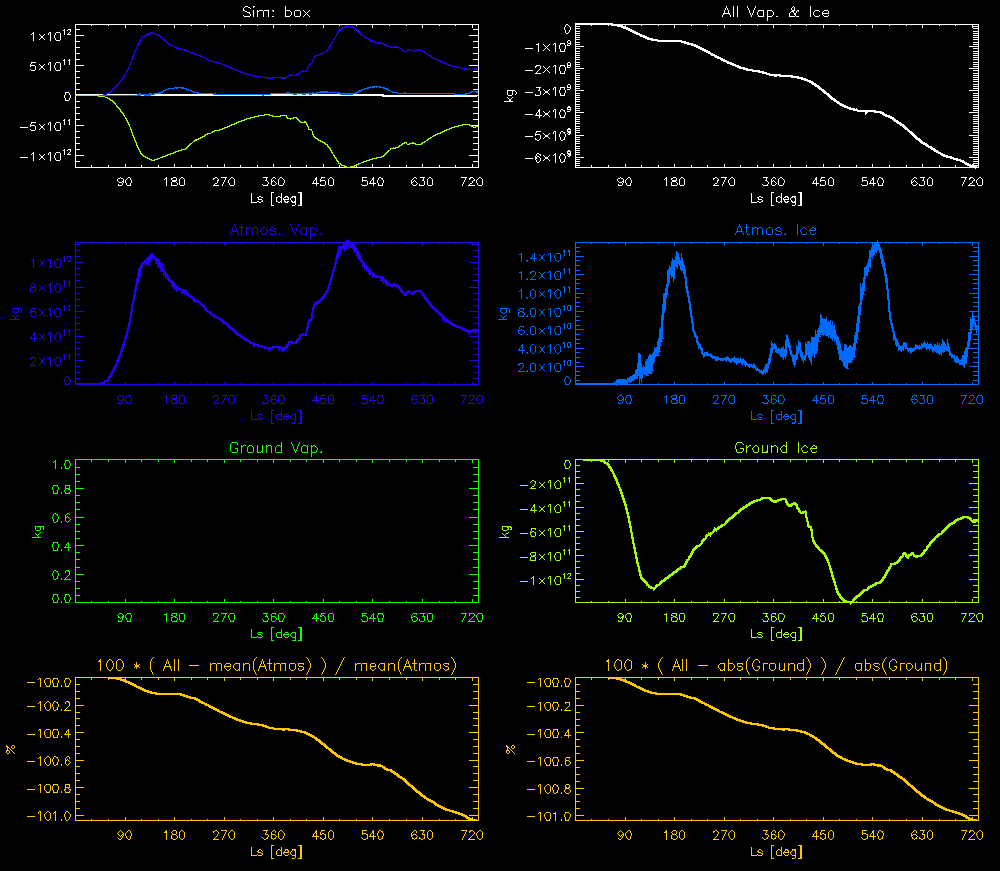 Sim: box
1×10¹²
5×10¹¹
0
−5×10¹¹
−1×10¹²
90 180 270 360 450 540 630 720
Ls [deg]
All Vap. & Ice
kg
0
−1×10⁹
−2×10⁹
−3×10⁹
−4×10⁹
−5×10⁹
−6×10⁹
90 180 270 360 450 540 630 720
Ls [deg]
Atmos. Vap.
kg
1×10¹²
8×10¹¹
6×10¹¹
4×10¹¹
2×10¹¹
0
90 180 270 360 450 540 630 720
Ls [deg]
Atmos. Ice
kg
1.4×10¹¹
1.2×10¹¹
1.0×10¹¹
8.0×10¹⁰
6.0×10¹⁰
4.0×10¹⁰
2.0×10¹⁰
0
90 180 270 360 450 540 630 720
Ls [deg]
Ground Vap.
kg
1.0
0.8
0.6
0.4
0.2
0.0
90 180 270 360 450 540 630 720
Ls [deg]
Ground Ice
kg
0
−2×10¹¹
−4×10¹¹
−6×10¹¹
−8×10¹¹
−1×10¹²
90 180 270 360 450 540 630 720
Ls [deg]
100 * ( All − mean(Atmos) ) / mean(Atmos)
%
−100.0
−100.2
−100.4
−100.6
−100.8
−101.0
90 180 270 360 450 540 630 720
Ls [deg]
100 * ( All − abs(Ground) ) / abs(Ground)
%
−100.0
−100.2
−100.4
−100.6
−100.8
−101.0
90 180 270 360 450 540 630 720
Ls [deg]